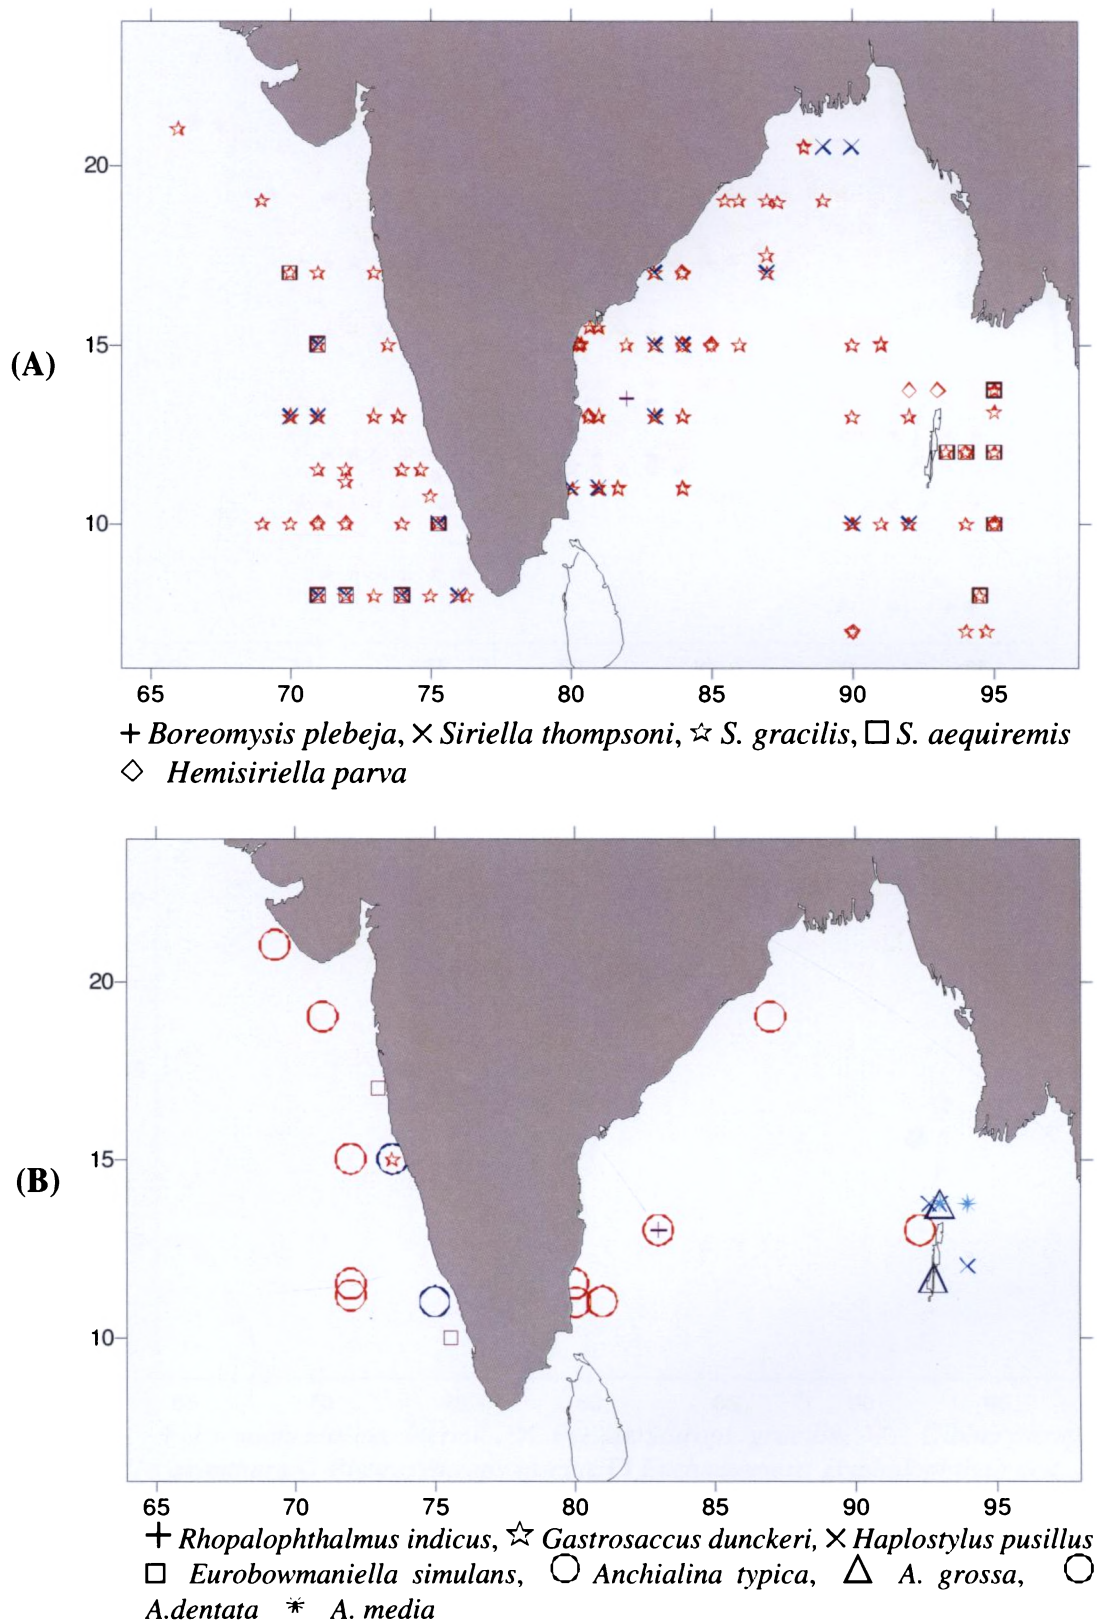 20
15
(A)
10
65 70 75 80 85 90 95
+ Boreomysis plebeja, × Siriella thompsoni, ☆ S. gracilis, □ S. aequiremis
◇ Hemisiriella parva
20
15
(B)
10
65 70 75 80 85 90 95
+ Rhopalophthalmus indicus, ☆ Gastrosaccus dunckeri, × Haplostylus pusillus
□ Eurobowmaniella simulans, ○ Anchialina typica, △ A. grossa, ○
A.dentata * A. media